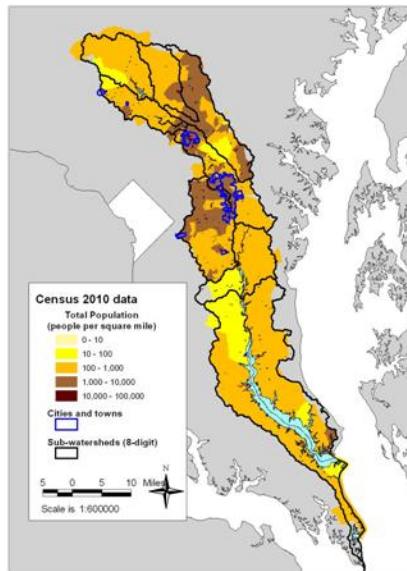 Census 2010 data
Total Population
(people per square mile)
0 - 10
10 - 100
100 - 1,000
1,000 - 10,000
10,000 - 100,000
Cities and towns
Sub-watersheds (8-digit)
N
5 0 5 10 Miles
Scale is 1:600000